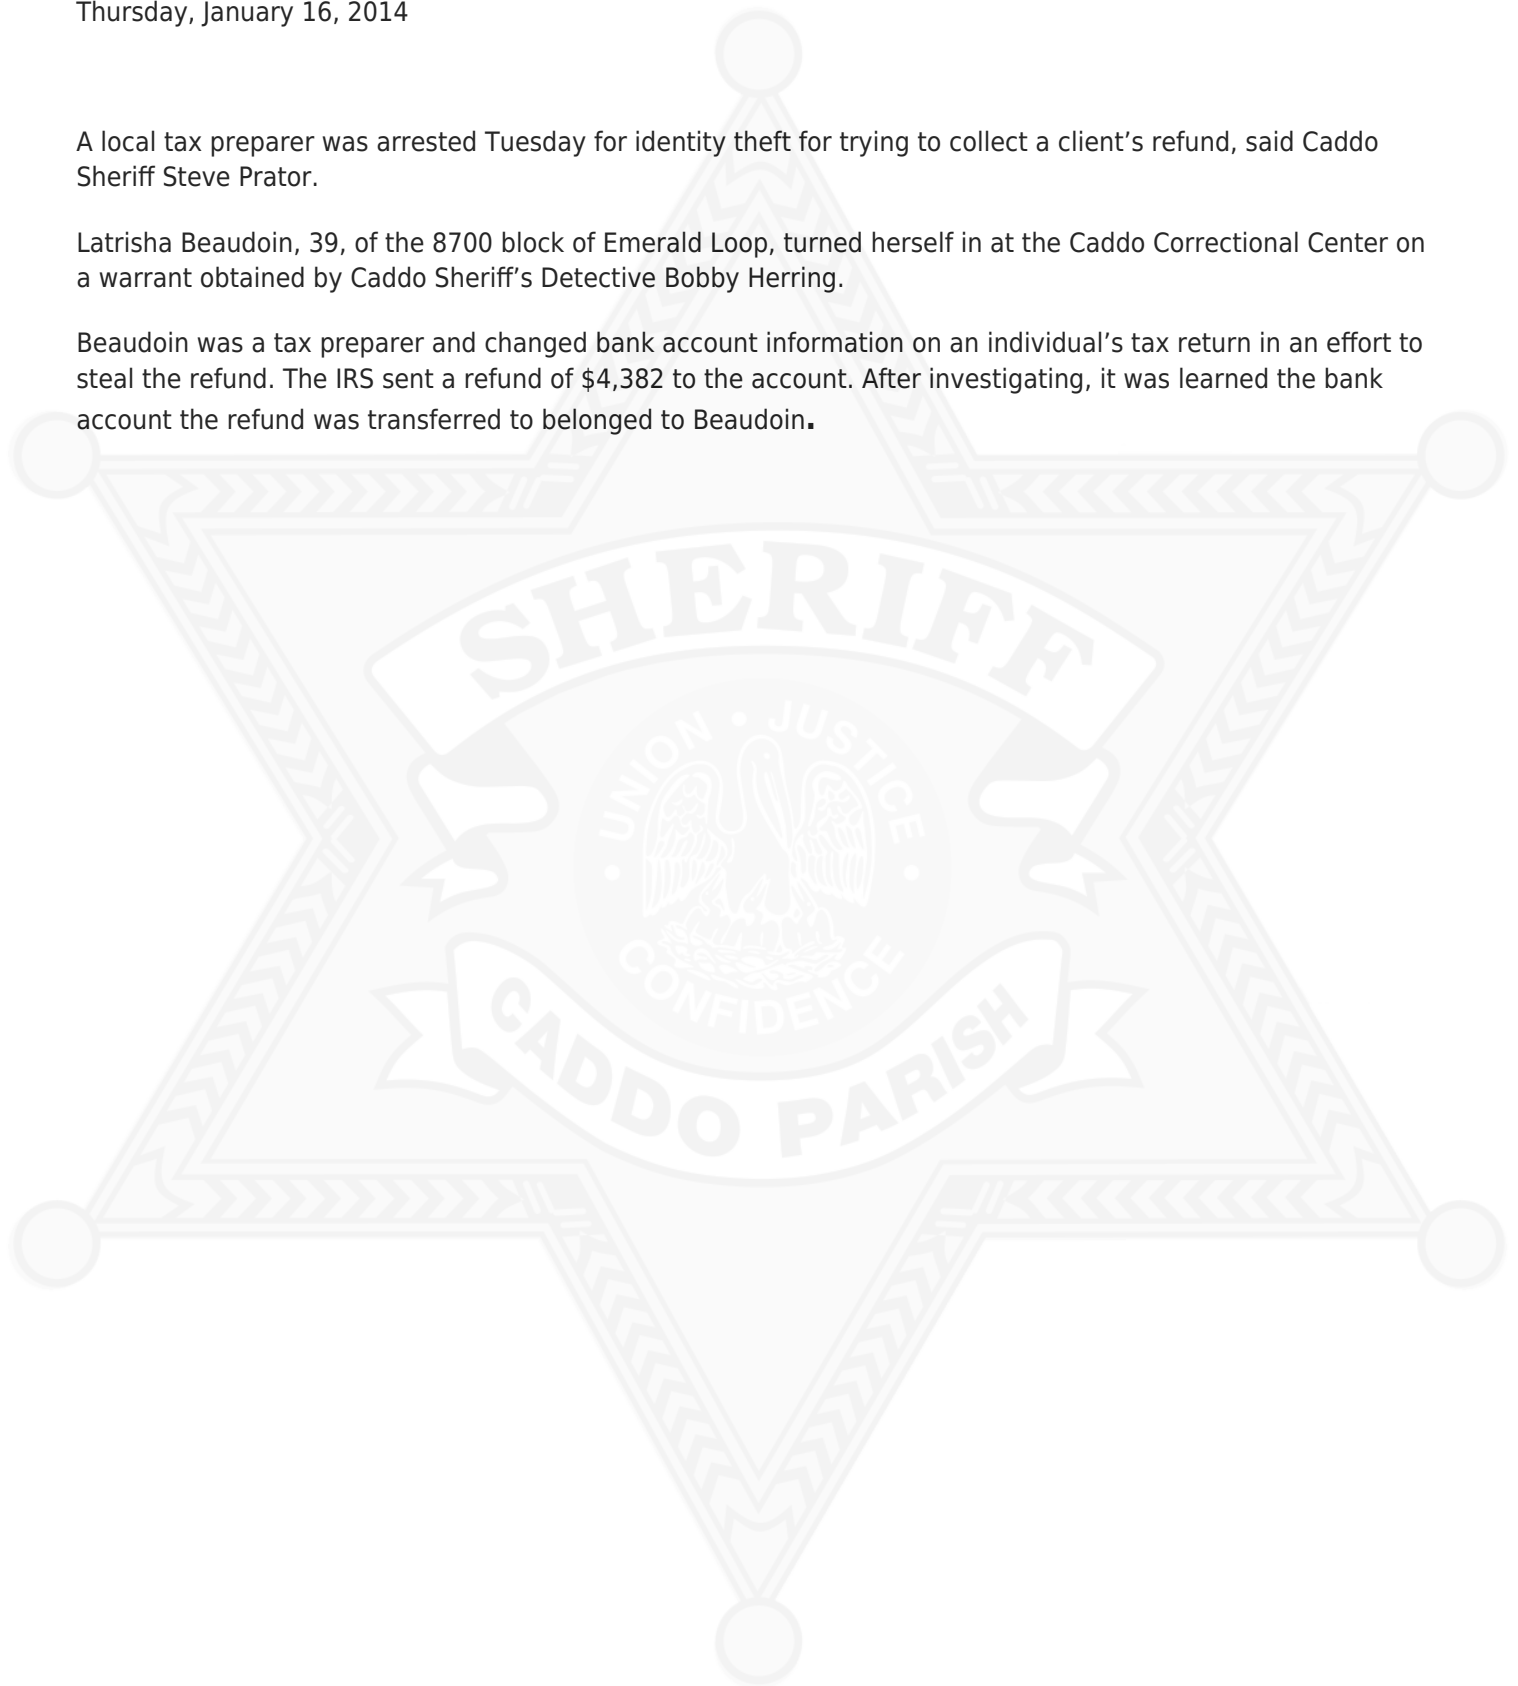 Thursday, January 16, 2014
A local tax preparer was arrested Tuesday for identity theft for trying to collect a client’s refund, said Caddo
Sheriff Steve Prator.
Latrisha Beaudoin, 39, of the 8700 block of Emerald Loop, turned herself in at the Caddo Correctional Center on
a warrant obtained by Caddo Sheriff’s Detective Bobby Herring.
Beaudoin was a tax preparer and changed bank account information on an individual’s tax return in an effort to
steal the refund. The IRS sent a refund of $4,382 to the account. After investigating, it was learned the bank
account the refund was transferred to belonged to Beaudoin.
SHERIFF
UNION • JUSTICE
• CONFIDENCE •
CADDO PARISH